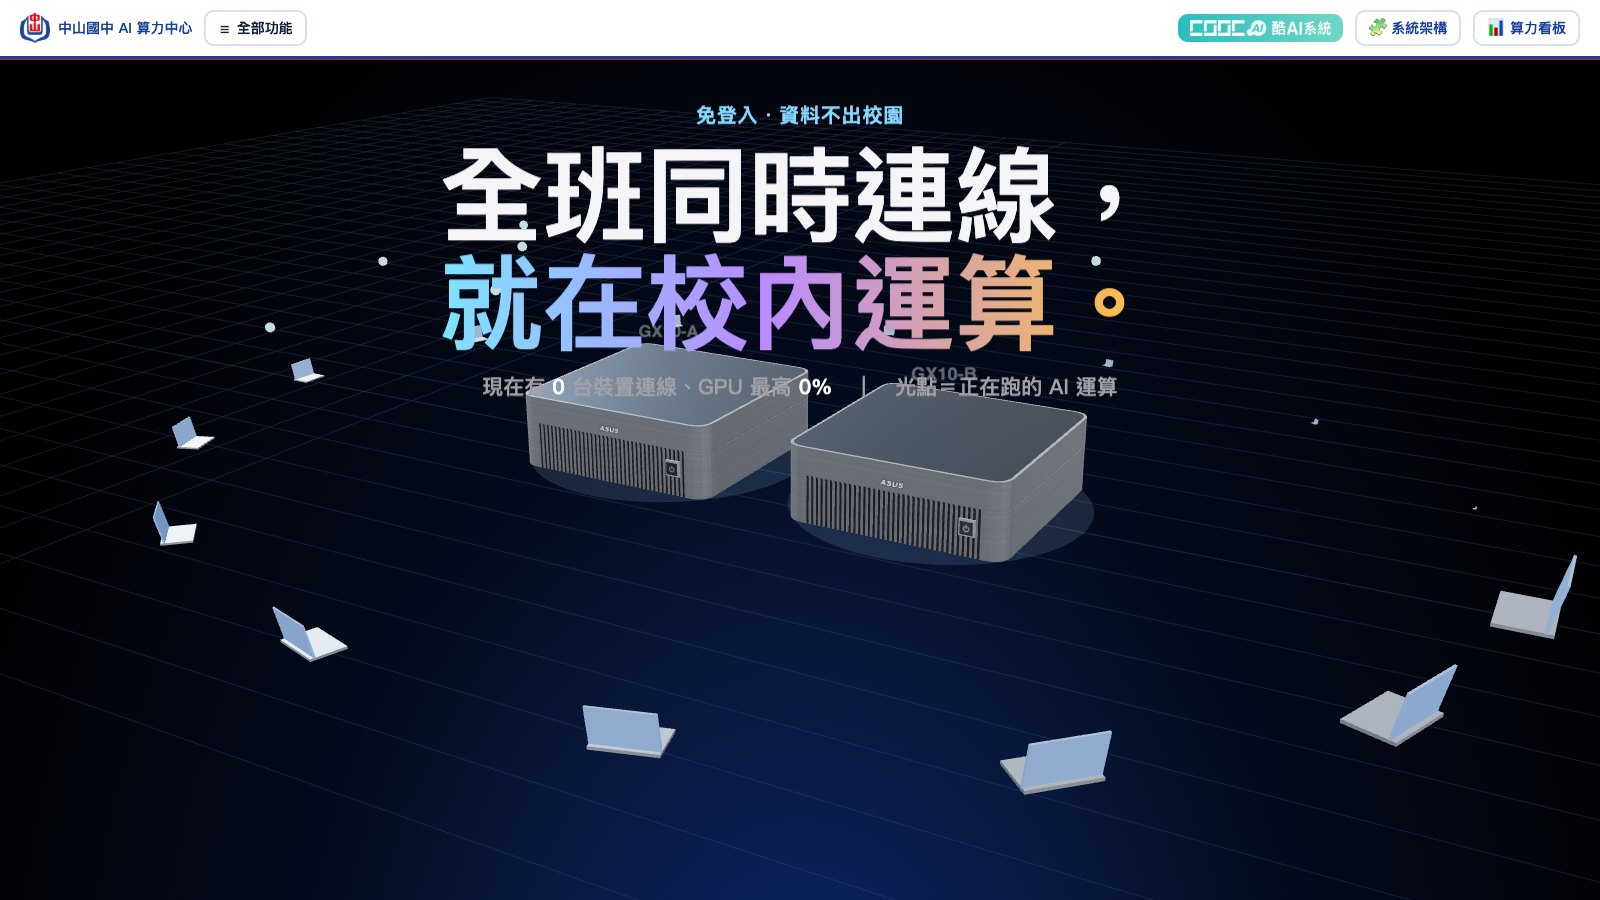 中山國中 AI 算力中心
≡ 全部功能
COOC AI 酷AI系統
系統架構
算力看板
免登入 · 資料不出校園
全班同時連線，
就在校內運算。
GX10-A
GX10-B
現在有 0 台裝置連線、GPU 最高 0% ｜ 光點＝正在跑的 AI 運算
ASUS
ASUS